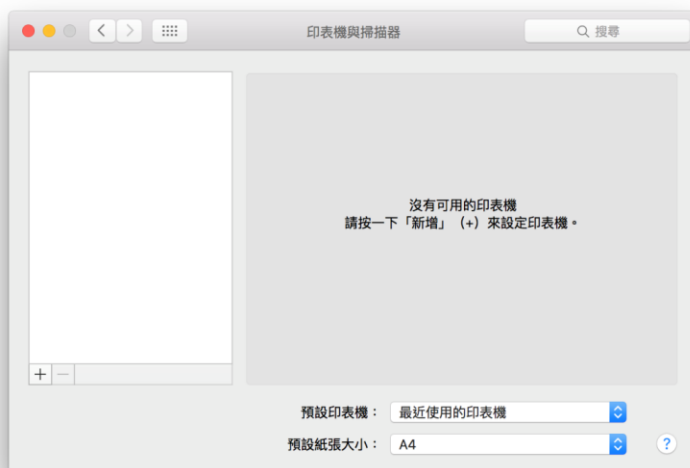 印表機與掃描器
搜尋
沒有可用的印表機
請按一下「新增」（+）來設定印表機。
+ −
預設印表機： 最近使用的印表機
預設紙張大小： A4
?